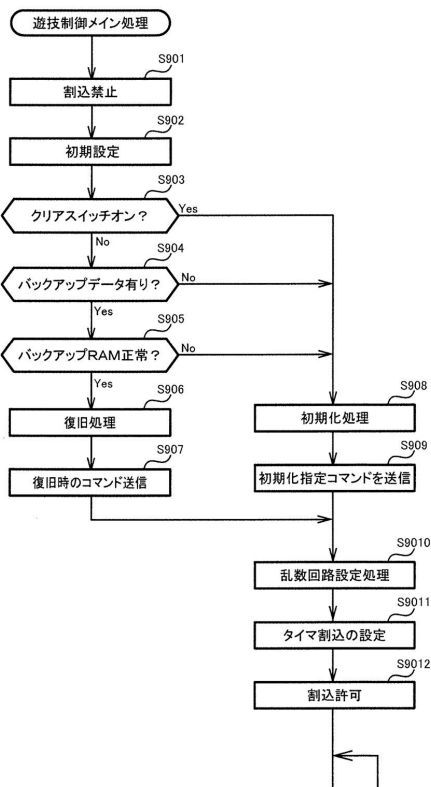 遊技制御メイン処理
S901
割込禁止
S902
初期設定
S903
クリアスイッチオン？
Yes
No
S904
バックアップデータ有り？
No
Yes
S905
バックアップRAM正常？
No
Yes
S906
復旧処理
S907
復旧時のコマンド送信
S908
初期化処理
S909
初期化指定コマンドを送信
S9010
乱数回路設定処理
S9011
タイマ割込の設定
S9012
割込許可